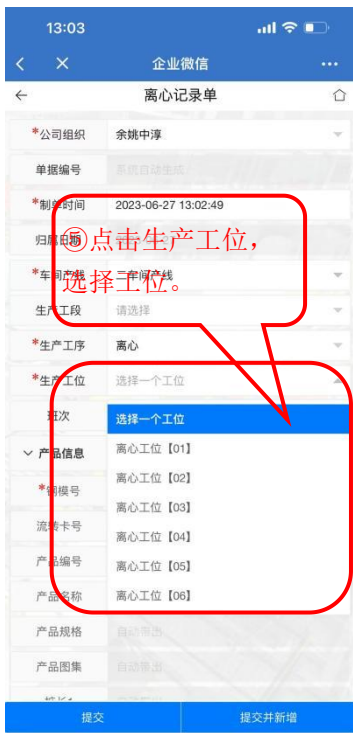 13:03
企业微信
离心记录单
*公司组织 余姚中淳
单据编号 系统自动生成
*制单时间 2023-06-27 13:02:49
归属日期
⑤点击生产工位，
*车间产线 二车间产线
选择工位。
生产工段 请选择
*生产工序 离心
*生产工位 选择一个工位
班次 选择一个工位
产品信息 离心工位【01】
离心工位【02】
*钢模号 离心工位【03】
流转卡号 离心工位【04】
产品编号 离心工位【05】
产品名称 离心工位【06】
产品规格 自动带出
产品图集 自动带出
提交 提交并新增